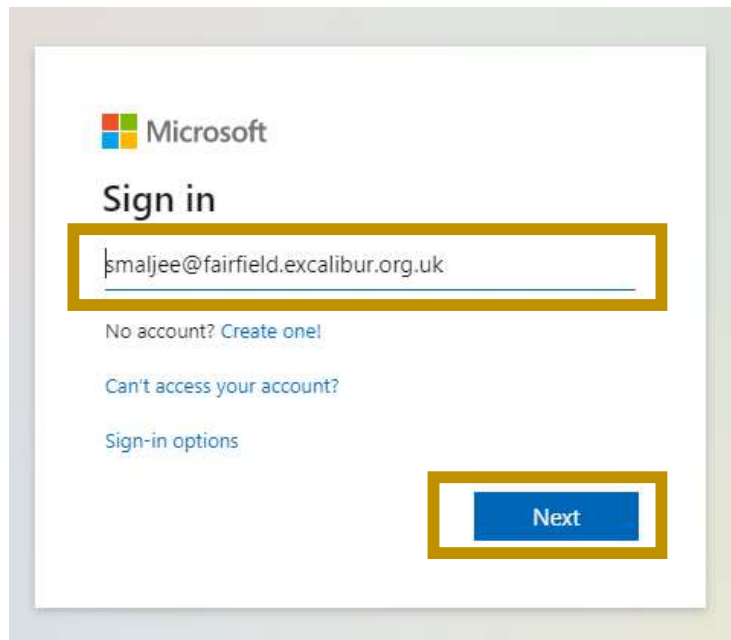 Microsoft
Sign in
smaljee@fairfield.excalibur.org.uk
No account? Create one!
Can't access your account?
Sign-in options
Next